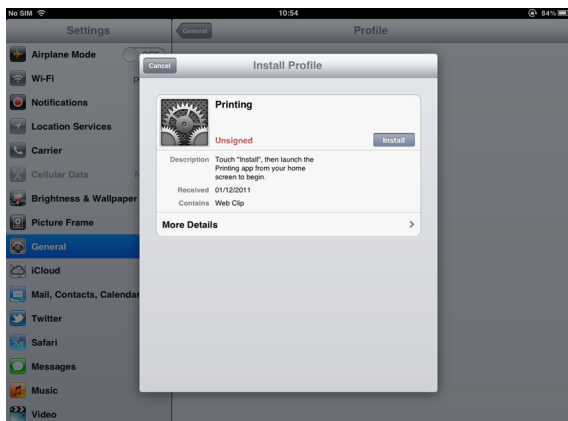 No SIM 10:54 84%
Settings General Profile
Airplane Mode
Wi-Fi
Notifications
Location Services
Carrier
Cellular Data
Brightness & Wallpaper
Picture Frame
General
iCloud
Mail, Contacts, Calendar
Twitter
Safari
Messages
Music
Video
Cancel Install Profile
Printing
Unsigned Install
Description Touch "Install", then launch the
Printing app from your home
screen to begin.
Received 01/12/2011
Contains Web Clip
More Details